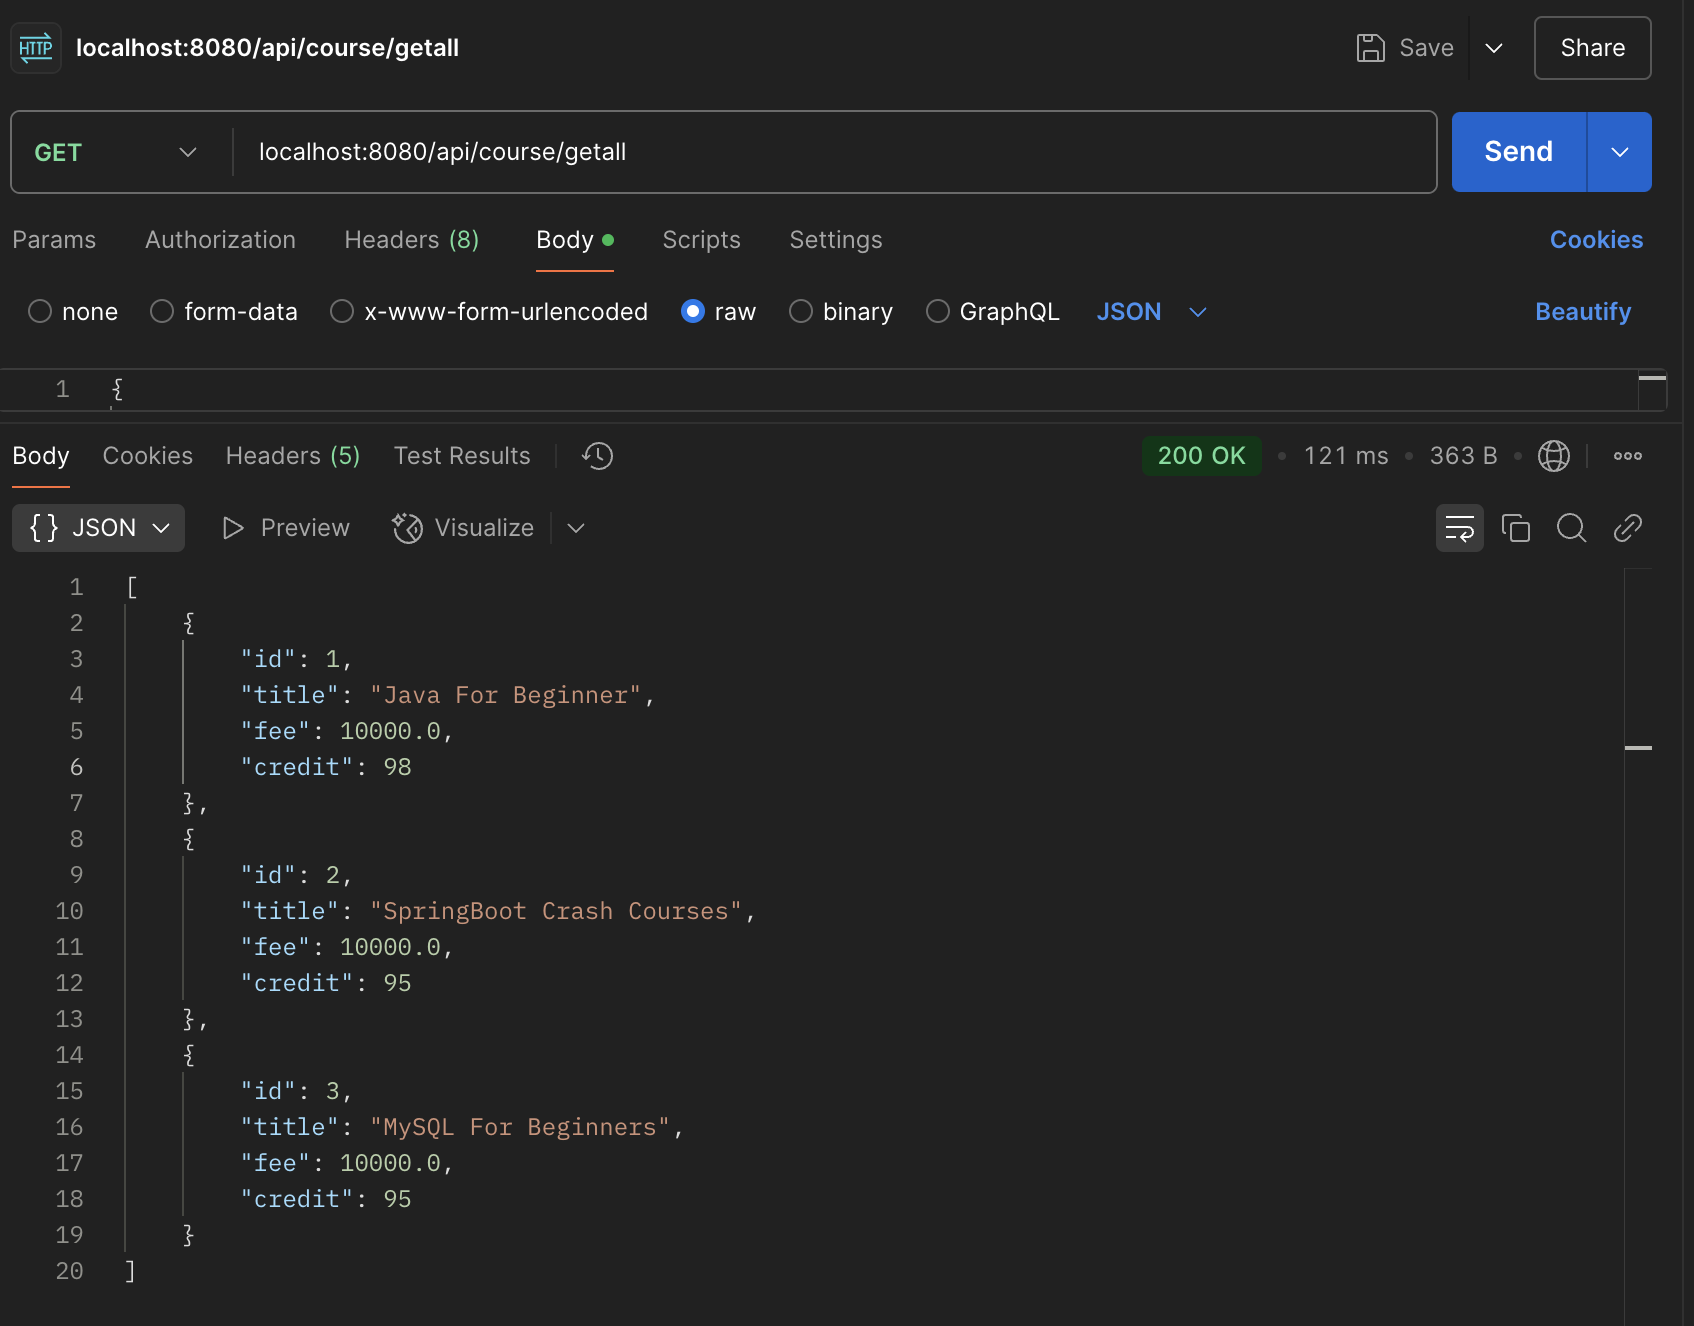 HTTP localhost:8080/api/course/getall Save Share
GET localhost:8080/api/course/getall Send
Params Authorization Headers (8) Body Scripts Settings Cookies
none form-data x-www-form-urlencoded raw binary GraphQL JSON Beautify
1 {
Body Cookies Headers (5) Test Results 200 OK • 121 ms • 363 B •
{} JSON Preview Visualize
1 [
2 {
3 "id": 1,
4 "title": "Java For Beginner",
5 "fee": 10000.0,
6 "credit": 98
7 },
8 {
9 "id": 2,
10 "title": "SpringBoot Crash Courses",
11 "fee": 10000.0,
12 "credit": 95
13 },
14 {
15 "id": 3,
16 "title": "MySQL For Beginners",
17 "fee": 10000.0,
18 "credit": 95
19 }
20 ]